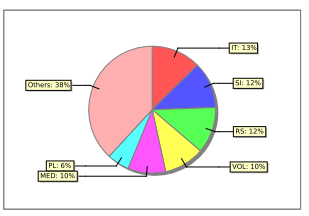 IT: 13%
SI: 12%
RS: 12%
VOL: 10%
MED: 10%
PL: 6%
Others: 38%